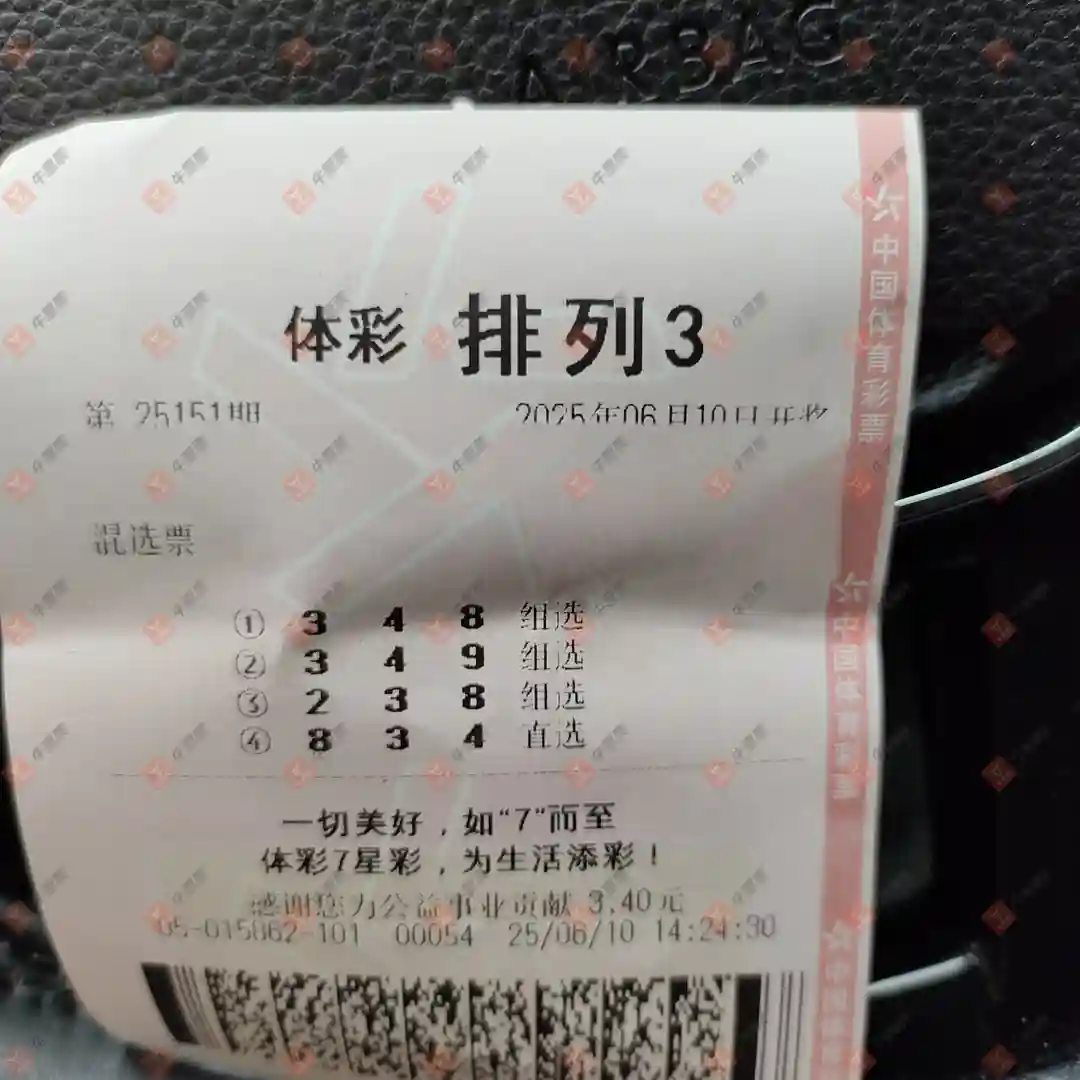 AIRBAG
体彩 排列3
第 25151期 2025年06月10日开奖
混选票
① 3 4 8 组选
② 3 4 9 组选
③ 2 3 8 组选
④ 8 3 4 直选
一切美好，如“7”而至
体彩7星彩，为生活添彩！
感谢您为公益事业贡献 3.40元
05-015862-101 00054 25/06/10 14:24:30
中国体育彩票
中国体育彩票
牛票票